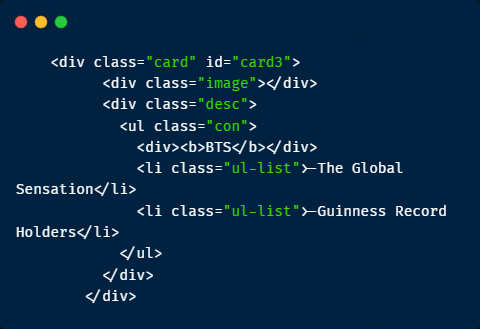 <div class="card" id="card3">
<div class="image"></div>
<div class="desc">
<ul class="con">
<div><b>BTS</b></div>
<li class="ul-list">-The Global
Sensation</li>
<li class="ul-list">-Guinness Record
Holders</li>
</ul>
</div>
</div>